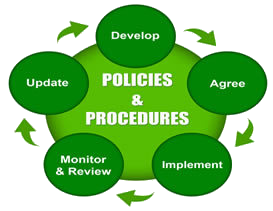 Develop
Update
POLICIES
&
PROCEDURES
Agree
Monitor
& Review
Implement